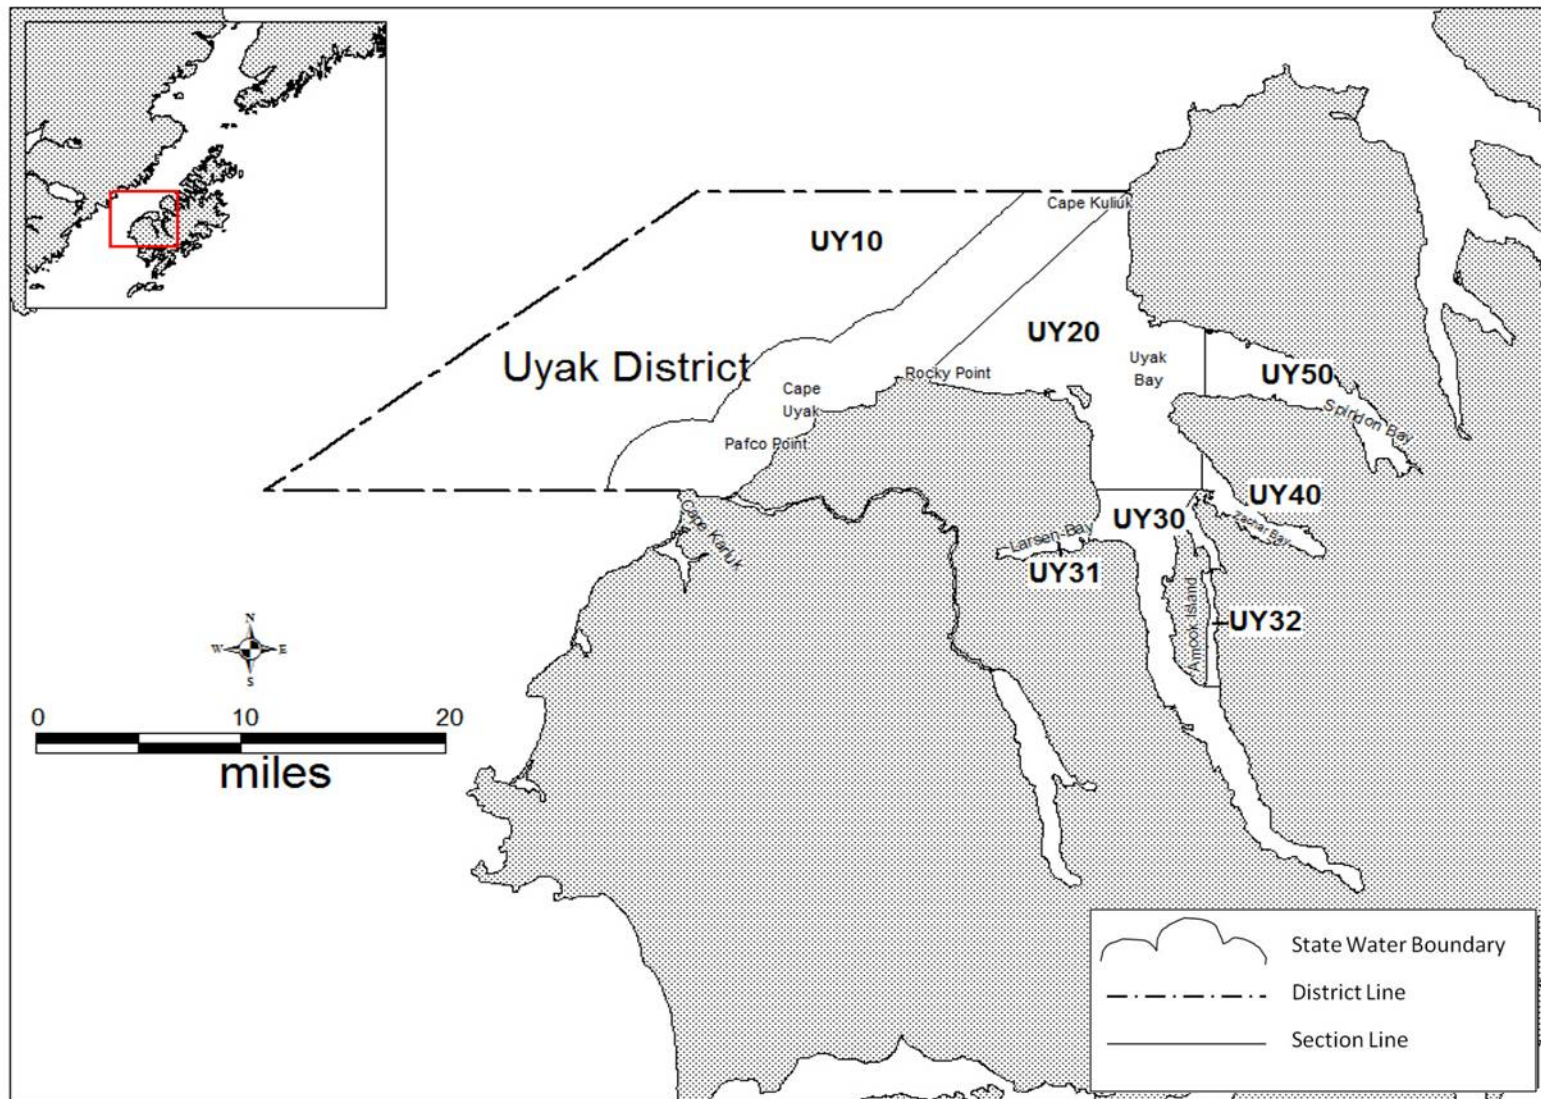 Cape Kuliuk
UY10
UY20
Uyak District
Uyak
Bay
Rocky Point
UY50
Cape
Uyak
Spiridon Bay
Pafco Point
UY40
UY30
Zachar Bay
Cape Karluk
Larsen Bay
UY31
Amook Island
UY32
N
W
E
S
0
10
20
miles
State Water Boundary
District Line
Section Line